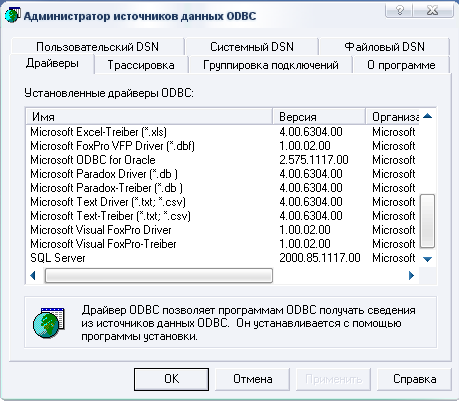 Администратор источников данных ODBC
Пользовательский DSN Системный DSN Файловый DSN
Драйверы Трассировка Группировка подключений О программе
Установленные драйверы ODBC:
Имя Версия Организа
Microsoft Excel-Treiber (*.xls) 4.00.6304.00 Microsoft
Microsoft FoxPro VFP Driver (*.dbf) 1.00.02.00 Microsoft
Microsoft ODBC for Oracle 2.575.1117.00 Microsoft
Microsoft Paradox Driver (*.db ) 4.00.6304.00 Microsoft
Microsoft Paradox-Treiber (*.db ) 4.00.6304.00 Microsoft
Microsoft Text Driver (*.txt; *.csv) 4.00.6304.00 Microsoft
Microsoft Text-Treiber (*.txt; *.csv) 4.00.6304.00 Microsoft
Microsoft Visual FoxPro Driver 1.00.02.00 Microsoft
Microsoft Visual FoxPro-Treiber 1.00.02.00 Microsoft
SQL Server 2000.85.1117.00 Microsoft
Драйвер ODBC позволяет программам ODBC получать сведения
из источников данных ODBC. Он устанавливается с помощью
программы установки.
OK Отмена Применить Справка